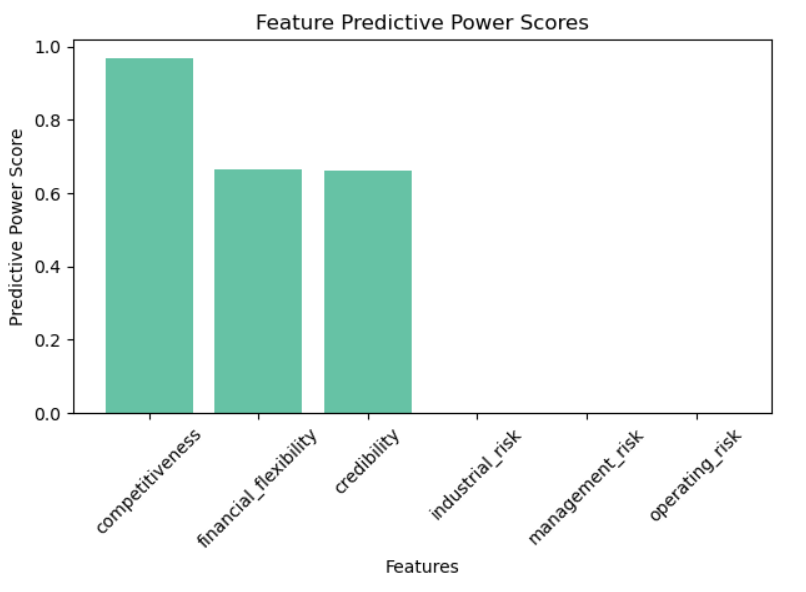 Feature Predictive Power Scores
Predictive Power Score
1.0
0.8
0.6
0.4
0.2
0.0
competitiveness
financial_flexibility
credibility
industrial_risk
management_risk
operating_risk
Features